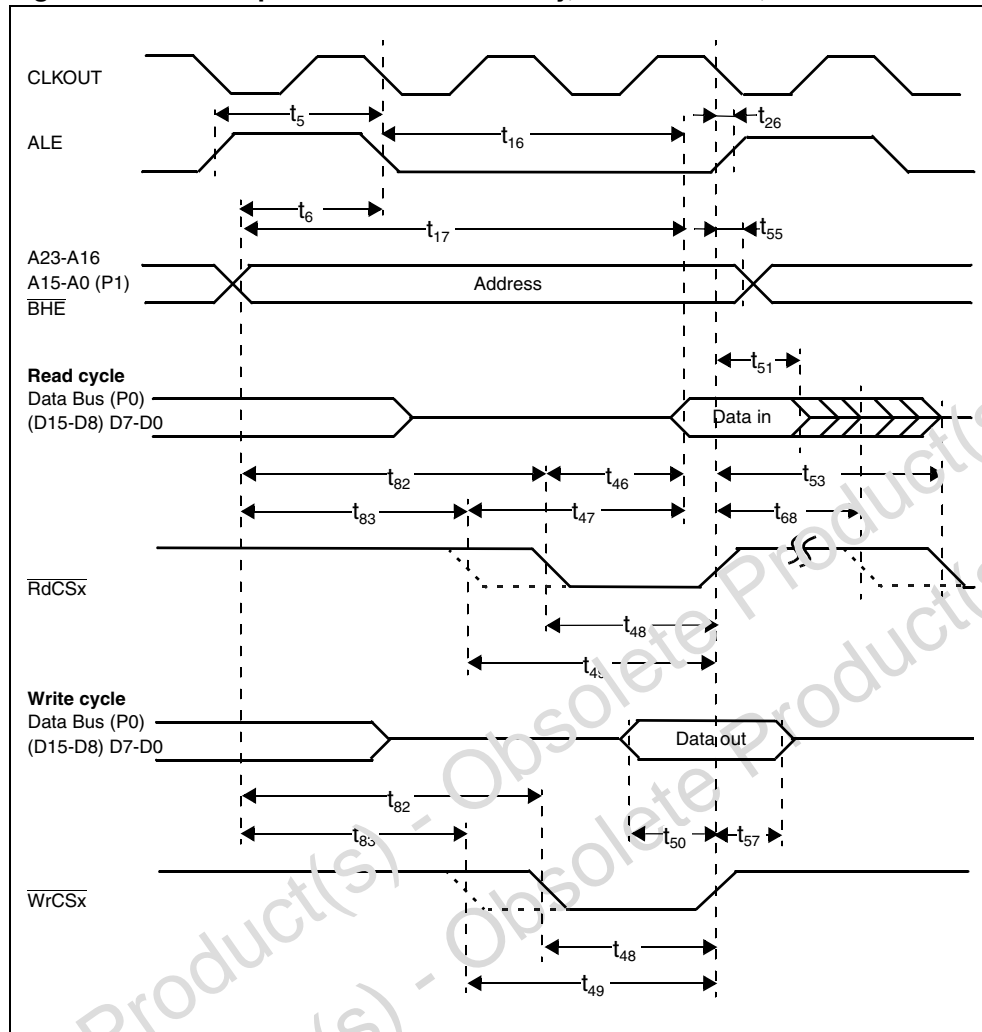 CLKOUT
t5
t26
ALE
t16
t6
t17
t55
A23-A16
A15-A0 (P1)
Address
BHE
t51
Read cycle
Data Bus (P0)
(D15-D8) D7-D0
Data in
t82
t46
t53
t83
t47
t68
RdCSx
t48
Write cycle
Data Bus (P0)
(D15-D8) D7-D0
Data out
t82
t83
t50
t57
WrCSx
t48
t49
Product(s) - Obsolete Product(s
Product(s) - Obsolete Product(s